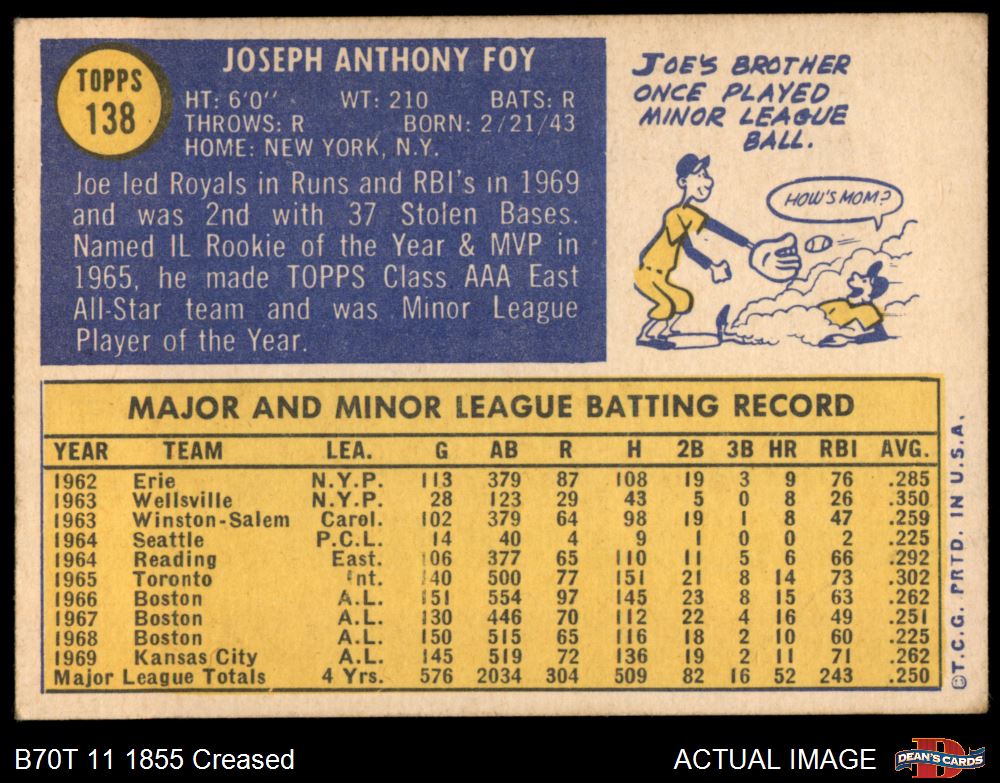 TOPPS
138
JOSEPH ANTHONY FOY
HT: 6'0" WT: 210 BATS: R
THROWS: R BORN: 2/21/43
HOME: NEW YORK, N.Y.
Joe led Royals in Runs and RBI's in 1969
and was 2nd with 37 Stolen Bases.
Named IL Rookie of the Year & MVP in
1965, he made TOPPS Class AAA East
All-Star team and was Minor League
Player of the Year.
JOE'S BROTHER
ONCE PLAYED
MINOR LEAGUE
BALL.
HOW'S MOM?
MAJOR AND MINOR LEAGUE BATTING RECORD
YEAR TEAM LEA. G AB R H 2B 3B HR RBI AVG.
1962 Erie N.Y.P. 113 379 87 108 19 3 9 76 .285
1963 Wellsville N.Y.P. 28 123 29 43 5 0 8 26 .350
1963 Winston-Salem Carol. 102 379 64 98 19 1 8 47 .259
1964 Seattle P.C.L. 14 40 4 9 1 0 0 2 .225
1964 Reading East. 106 377 65 110 11 5 6 66 .292
1965 Toronto Int. 140 500 77 151 21 8 14 73 .302
1966 Boston A.L. 151 554 97 145 23 8 15 63 .262
1967 Boston A.L. 130 446 70 112 22 4 16 49 .251
1968 Boston A.L. 150 515 65 116 18 2 10 60 .225
1969 Kansas City A.L. 145 519 72 136 19 2 11 71 .262
Major League Totals 4 Yrs. 576 2034 304 509 82 16 52 243 .250
©T.C.G. PRTD. IN U.S.A.
B70T 11 1855 Creased
ACTUAL IMAGE
D
DEAN'S CARDS